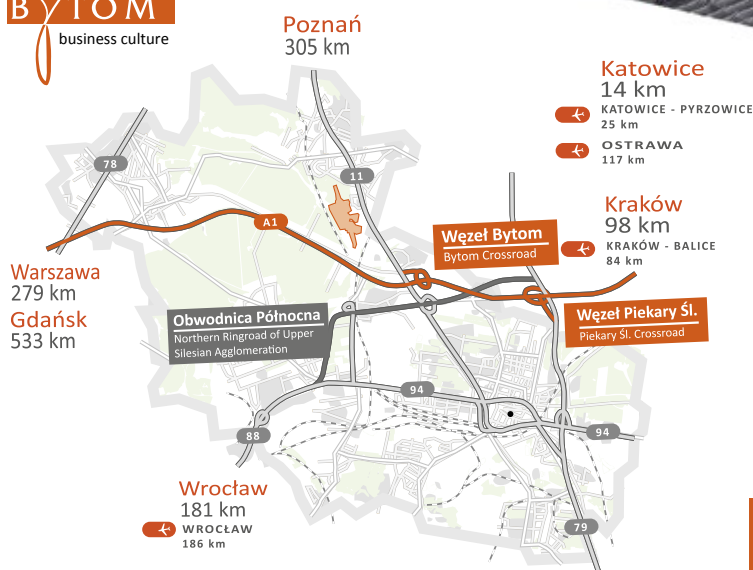 BYTOM
business culture
Poznań
305 km
Katowice
14 km
KATOWICE - PYRZOWICE
25 km
OSTRAWA
117 km
78
11
A1
Kraków
98 km
KRAKÓW - BALICE
84 km
Węzeł Bytom
Bytom Crossroad
Warszawa
279 km
Gdańsk
533 km
Obwodnica Północna
Northern Ringroad of Upper
Silesian Agglomeration
Węzeł Piekary Śl.
Piekary Śl. Crossroad
94
88
94
Wrocław
181 km
WROCŁAW
186 km
79